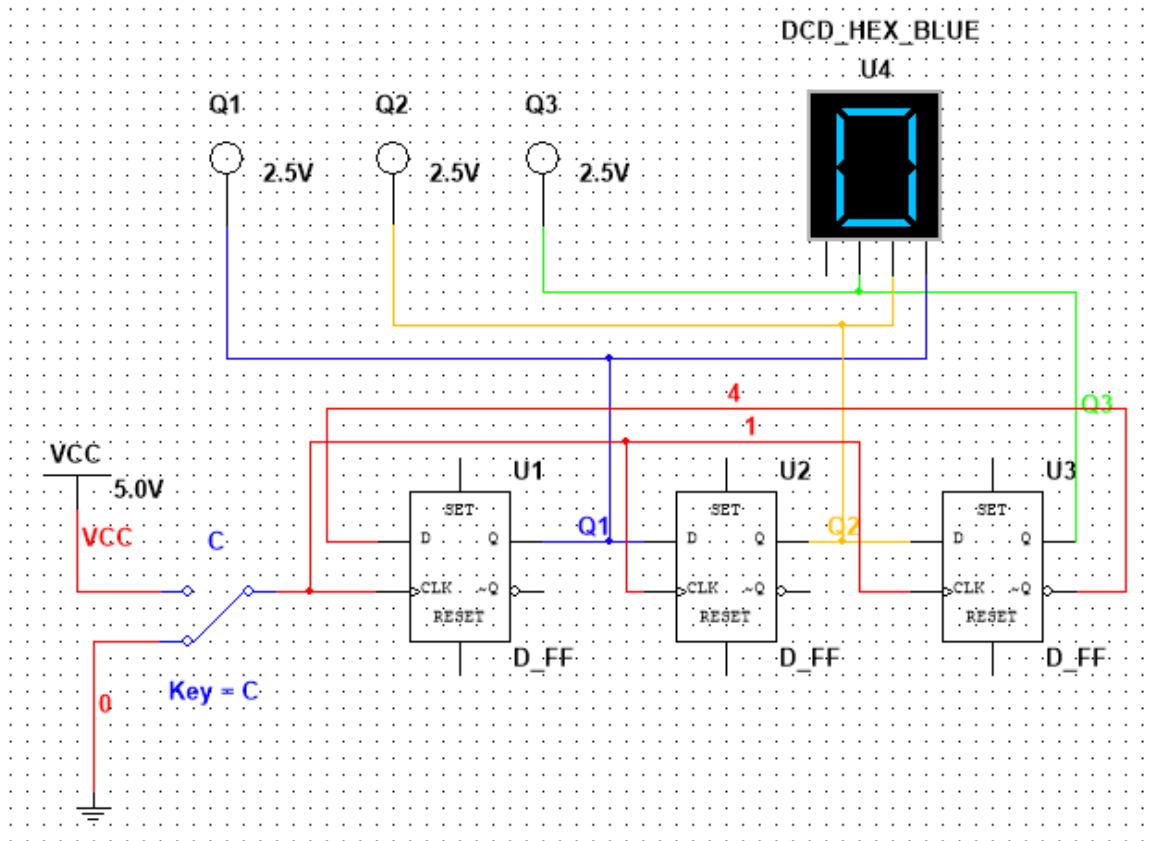 DCD_HEX_BLUE
U4
Q1
Q2
Q3
2.5V
2.5V
2.5V
4
Q3
1
VCC
5.0V
VCC
C
U1
U2
U3
SET
SET
SET
Q1
Q2
D
Q
D
Q
D
Q
CLK
~Q
CLK
~Q
CLK
~Q
RESET
RESET
RESET
D_FF
D_FF
D_FF
Key = C
0